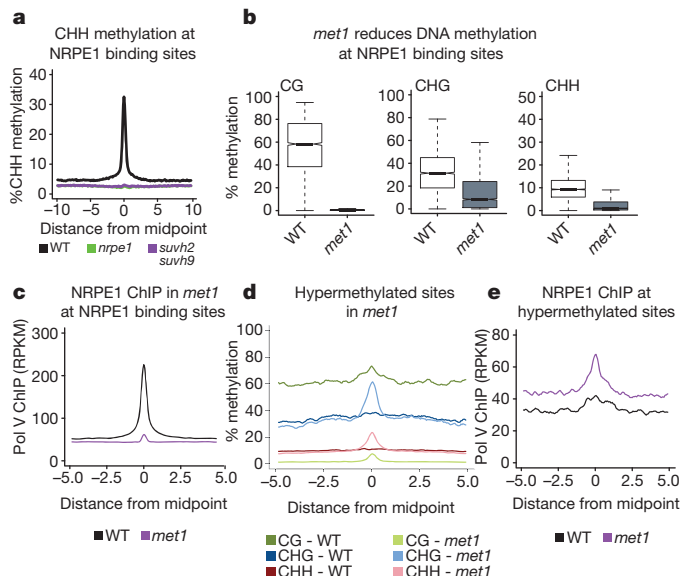 a
CHH methylation at
NRPE1 binding sites
%CHH methylation
40
30
20
10
0
−10
−5
0
5
10
Distance from midpoint
WT
nrpe1
suvh2
suvh9
b
met1 reduces DNA methylation
at NRPE1 binding sites
% methylation
CG
100
80
60
40
20
0
WT
met1
CHG
100
80
60
40
20
0
WT
met1
CHH
50
40
30
20
10
0
WT
met1
c
NRPE1 ChIP in met1
at NRPE1 binding sites
Pol V ChIP (RPKM)
300
200
100
0
−5.0
−2.5
0
2.5
5.0
Distance from midpoint
WT
met1
d
Hypermethylated sites
in met1
% methylation
100
80
60
40
20
0
−5.0
−2.5
0
2.5
5.0
Distance from midpoint
CG - WT
CG - met1
CHG - WT
CHG - met1
CHH - WT
CHH - met1
e
NRPE1 ChIP at
hypermethylated sites
Pol V ChIP (RPKM)
80
60
40
20
0
−5.0
−2.5
0
2.5
5.0
Distance from midpoint
WT
met1